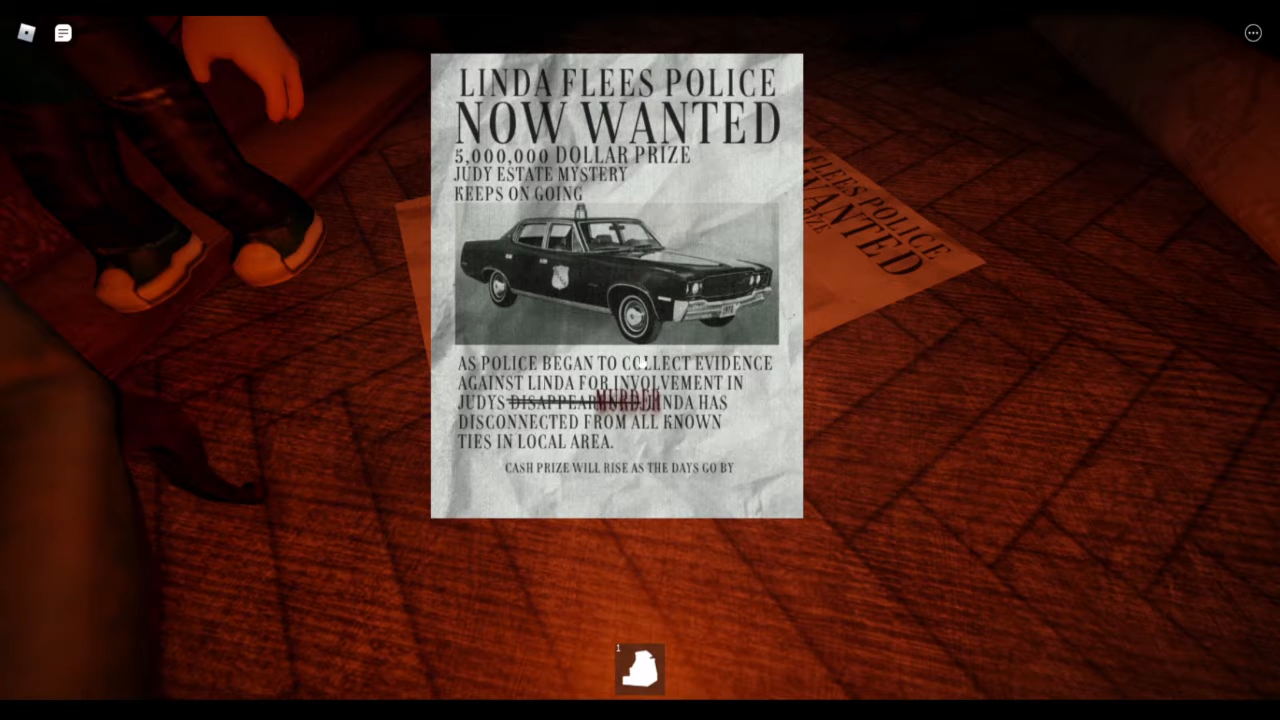 LINDA FLEES POLICE
NOW WANTED
5,000,000 DOLLAR PRIZE
JUDY ESTATE MYSTERY
KEEPS ON GOING
AS POLICE BEGAN TO COLLECT EVIDENCE
AGAINST LINDA FOR INVOLVEMENT IN
JUDYS DISAPPEAR MURDER NDA HAS
DISCONNECTED FROM ALL KNOWN
TIES IN LOCAL AREA.
CASH PRIZE WILL RISE AS THE DAYS GO BY
FLEES POLICE
WANTED
1